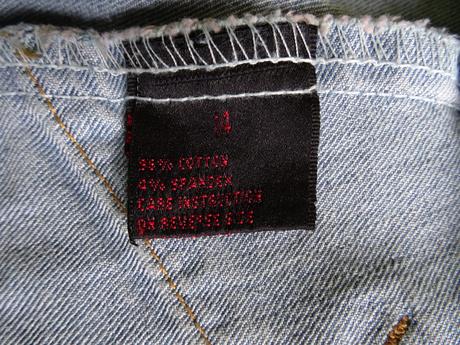 14
96% COTTON
4% SPANDEX
CARE INSTRUCTION
ON REVERSE SIDE